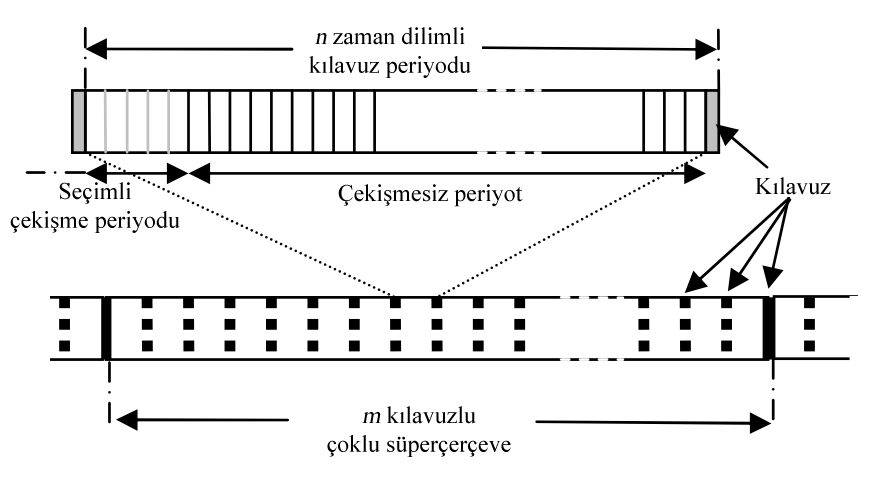 n zaman dilimli
kılavuz periyodu
Seçimli
çekişme periyodu
Çekişmesiz periyot
Kılavuz
m kılavuzlu
çoklu süperçerçeve